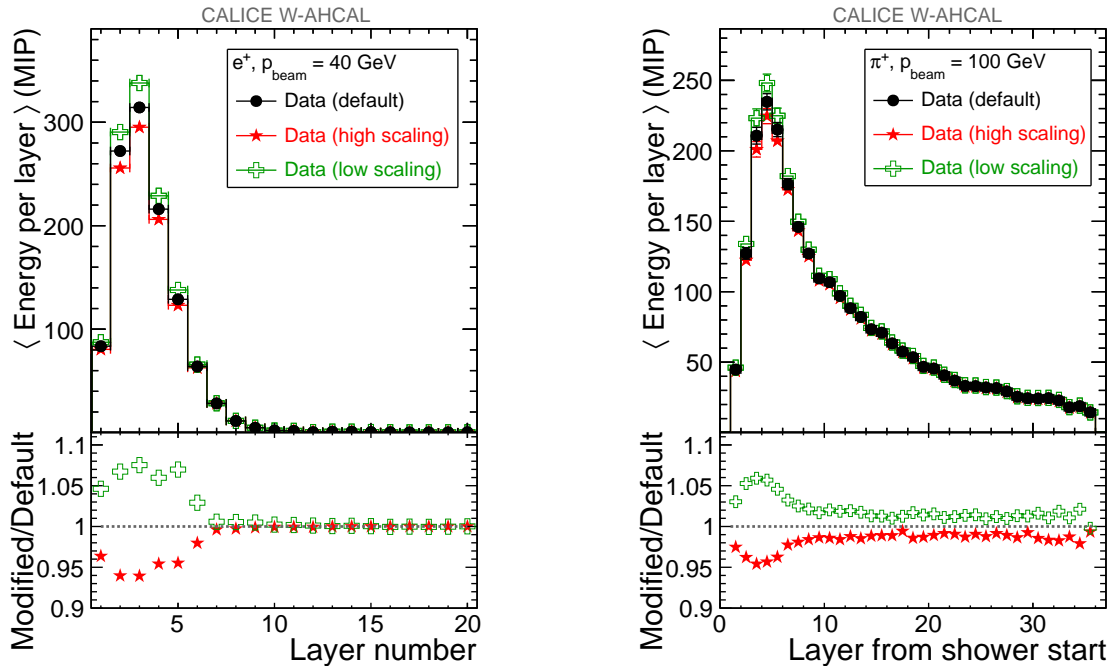 CALICE W-AHCAL
⟨ Energy per layer ⟩ (MIP)
e+, p_beam = 40 GeV
Data (default)
Data (high scaling)
Data (low scaling)
300
200
100
Modified/Default
1.1
1.05
1
0.95
0.9
5 10 15 20
Layer number
CALICE W-AHCAL
⟨ Energy per layer ⟩ (MIP)
π+, p_beam = 100 GeV
Data (default)
Data (high scaling)
Data (low scaling)
250
200
150
100
50
Modified/Default
1.1
1.05
1
0.95
0.9
10 20 30
Layer from shower start